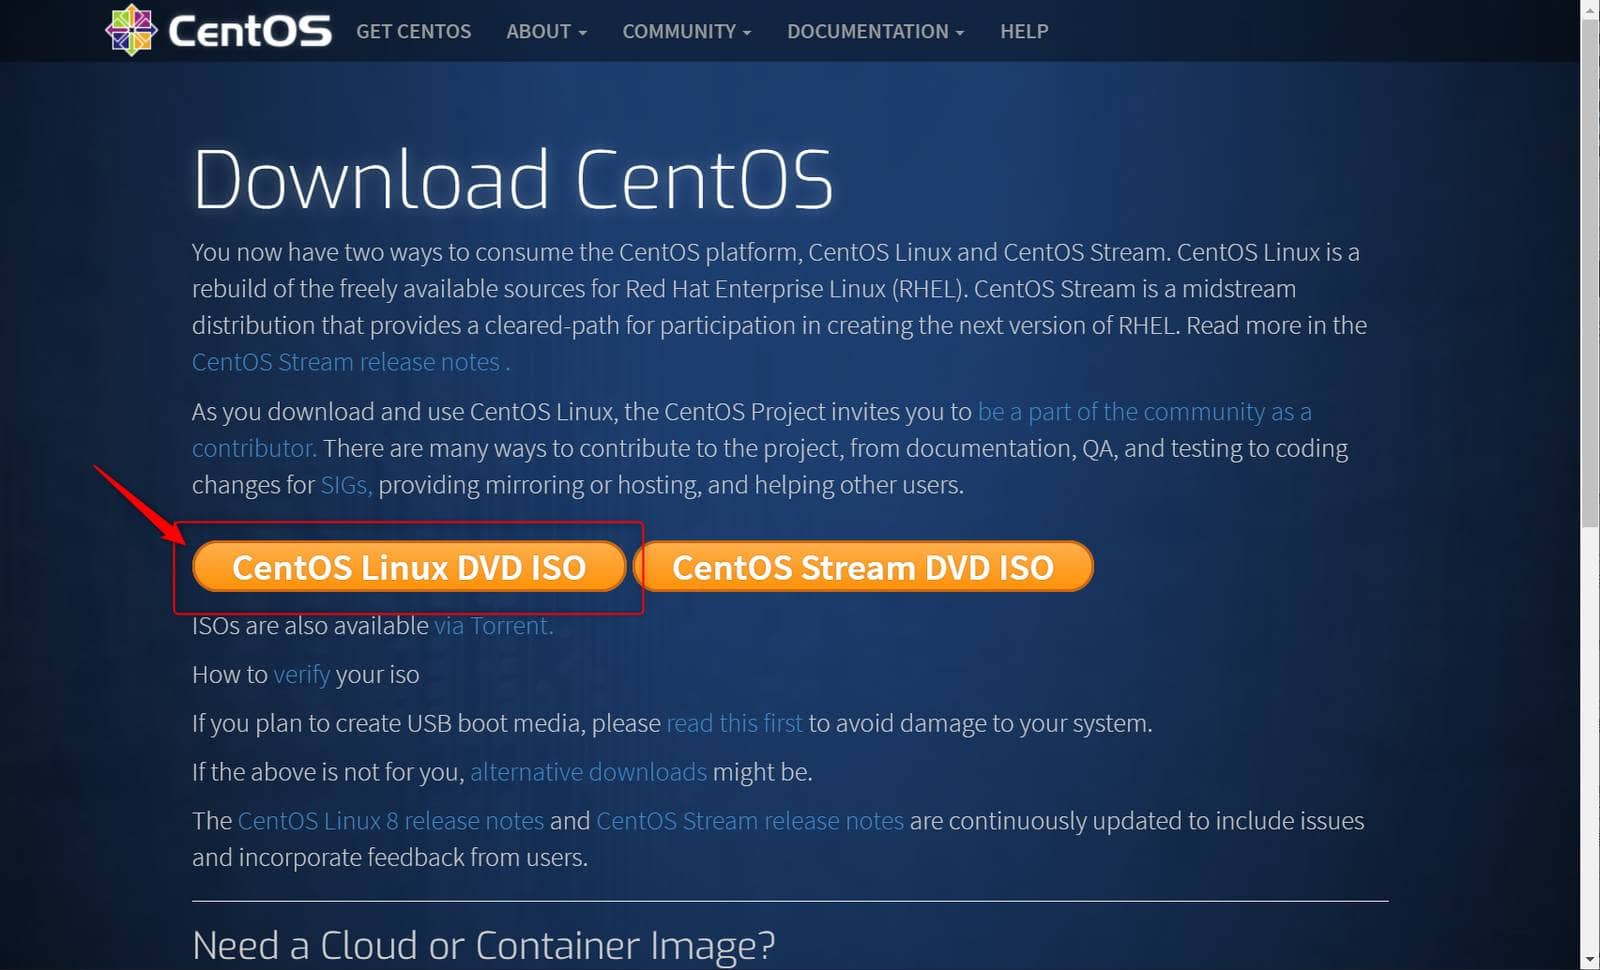 CentOS GET CENTOS ABOUT COMMUNITY DOCUMENTATION HELP
Download CentOS
You now have two ways to consume the CentOS platform, CentOS Linux and CentOS Stream. CentOS Linux is a
rebuild of the freely available sources for Red Hat Enterprise Linux (RHEL). CentOS Stream is a midstream
distribution that provides a cleared-path for participation in creating the next version of RHEL. Read more in the
CentOS Stream release notes .
As you download and use CentOS Linux, the CentOS Project invites you to be a part of the community as a
contributor. There are many ways to contribute to the project, from documentation, QA, and testing to coding
changes for SIGs, providing mirroring or hosting, and helping other users.
CentOS Linux DVD ISO CentOS Stream DVD ISO
ISOs are also available via Torrent.
How to verify your iso
If you plan to create USB boot media, please read this first to avoid damage to your system.
If the above is not for you, alternative downloads might be.
The CentOS Linux 8 release notes and CentOS Stream release notes are continuously updated to include issues
and incorporate feedback from users.
Need a Cloud or Container Image?